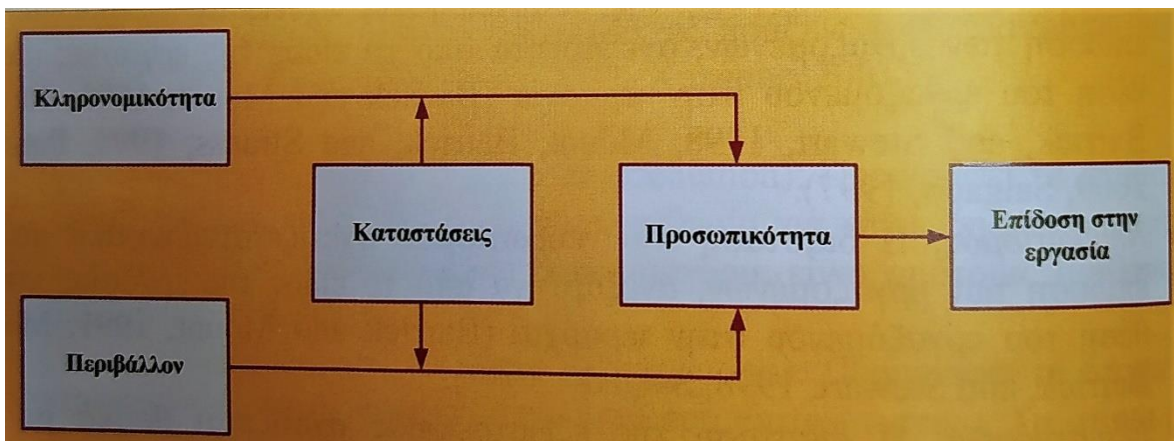 Κληρονομικότητα
Καταστάσεις
Προσωπικότητα
Επίδοση στην
εργασία
Περιβάλλον